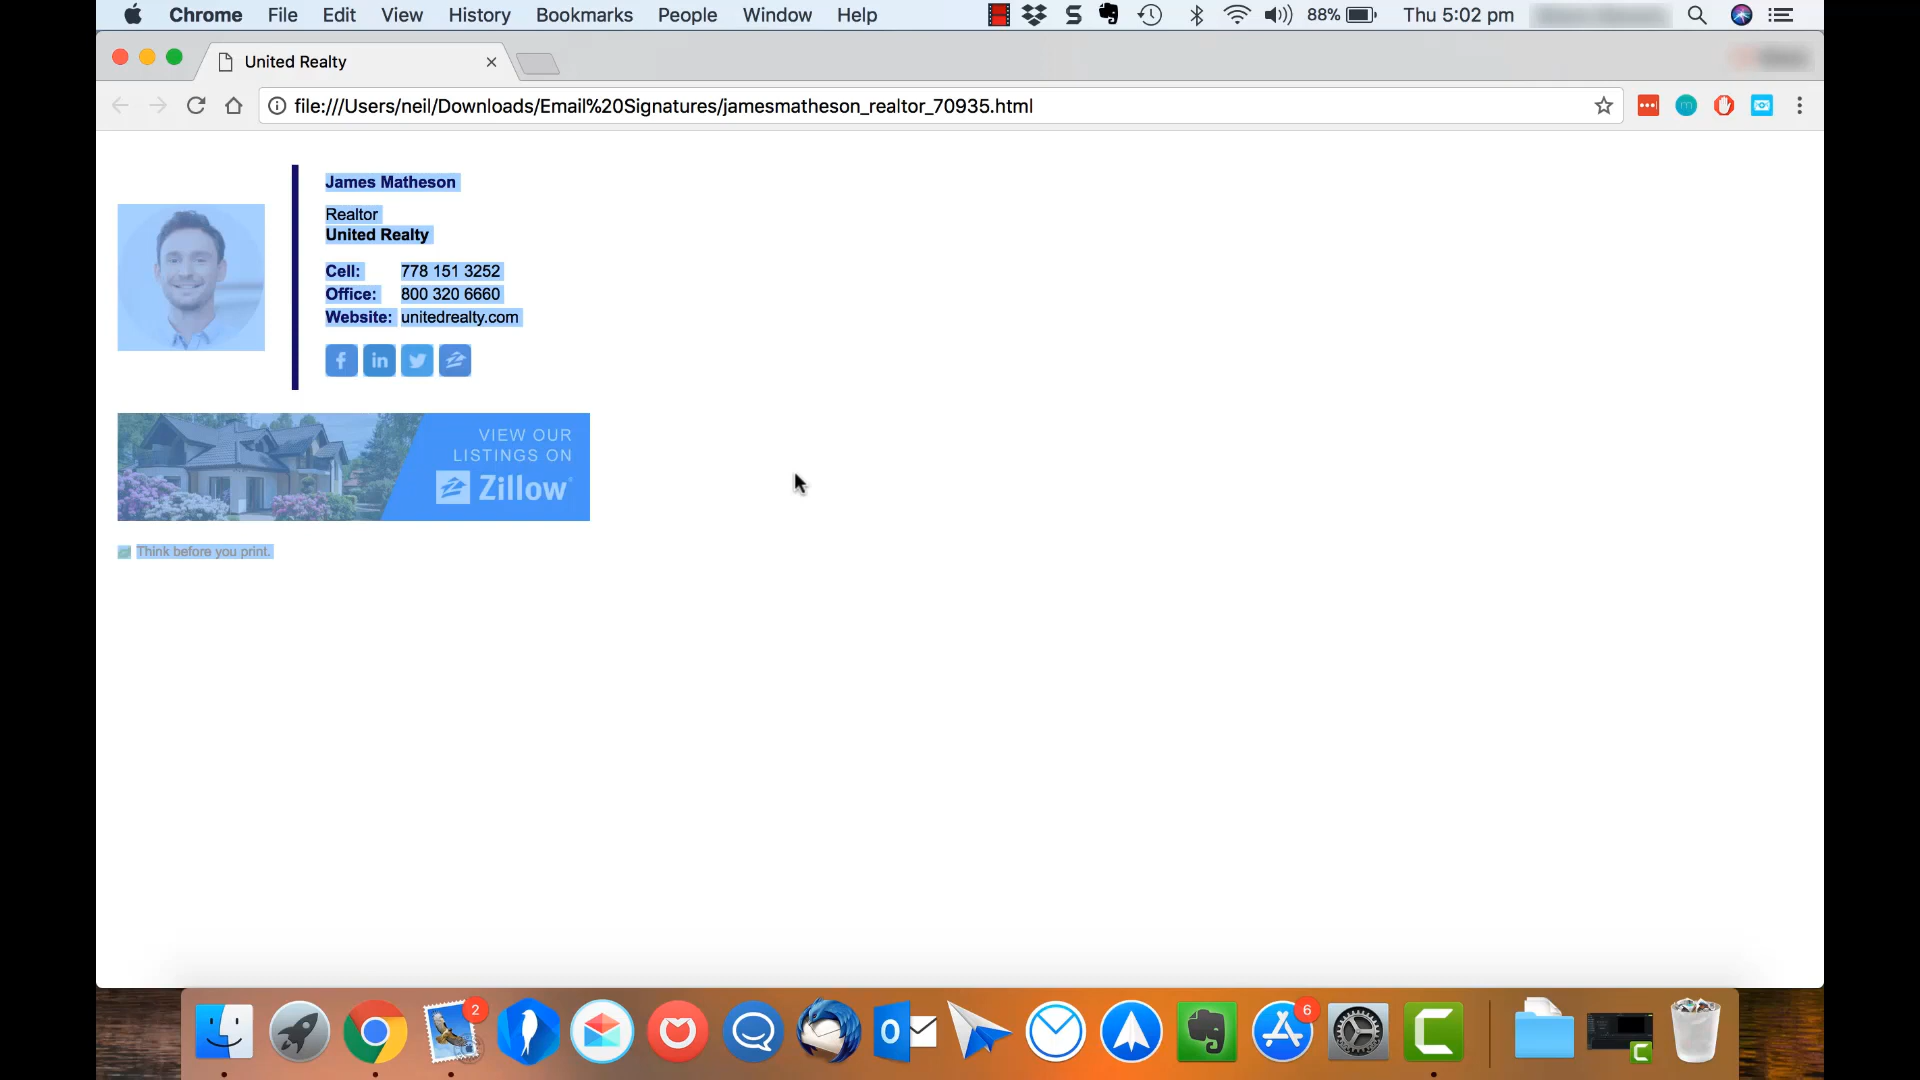 Chrome File Edit View History Bookmarks People Window Help 88% Thu 5:02 pm
United Realty
file:///Users/neil/Downloads/Email%20Signatures/jamesmatheson_realtor_70935.html
James Matheson
Realtor
United Realty
Cell: 778 151 3252
Office: 800 320 6660
Website: unitedrealty.com
VIEW OUR
LISTINGS ON
Zillow
Think before you print.
2
6